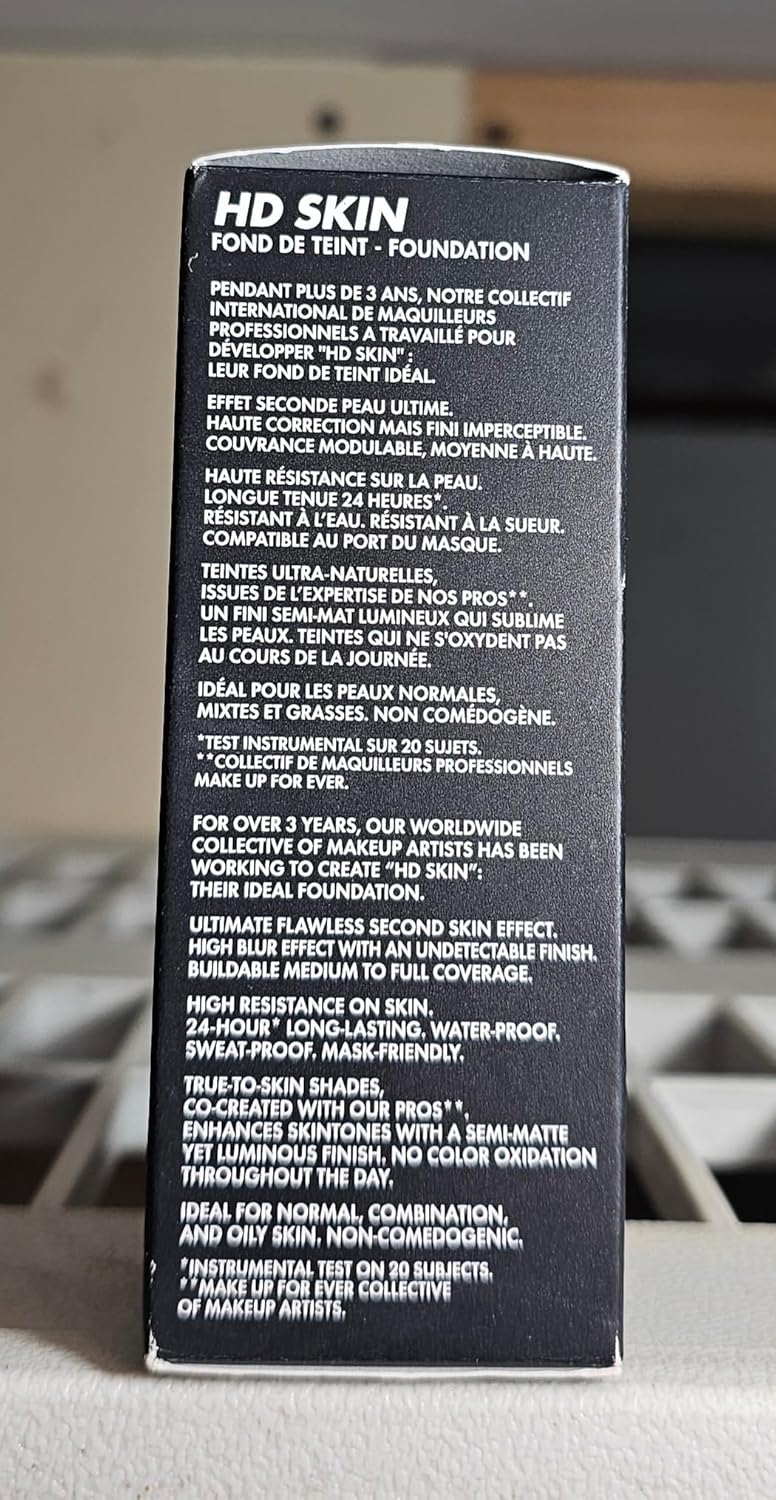 HD SKIN
FOND DE TEINT - FOUNDATION
PENDANT PLUS DE 3 ANS, NOTRE COLLECTIF
INTERNATIONAL DE MAQUILLEURS
PROFESSIONNELS A TRAVAILLÉ POUR
DÉVELOPPER "HD SKIN" :
LEUR FOND DE TEINT IDÉAL.
EFFET SECONDE PEAU ULTIME.
HAUTE CORRECTION MAIS FINI IMPERCEPTIBLE.
COUVRANCE MODULABLE, MOYENNE À HAUTE.
HAUTE RÉSISTANCE SUR LA PEAU.
LONGUE TENUE 24 HEURES*.
RÉSISTANT À L'EAU. RÉSISTANT À LA SUEUR.
COMPATIBLE AU PORT DU MASQUE.
TEINTES ULTRA-NATURELLES,
ISSUES DE L'EXPERTISE DE NOS PROS**.
UN FINI SEMI-MAT LUMINEUX QUI SUBLIME
LES PEAUX. TEINTES QUI NE S'OXYDENT PAS
AU COURS DE LA JOURNÉE.
IDÉAL POUR LES PEAUX NORMALES,
MIXTES ET GRASSES. NON COMÉDOGÈNE.
*TEST INSTRUMENTAL SUR 20 SUJETS.
**COLLECTIF DE MAQUILLEURS PROFESSIONNELS
MAKE UP FOR EVER.
FOR OVER 3 YEARS, OUR WORLDWIDE
COLLECTIVE OF MAKEUP ARTISTS HAS BEEN
WORKING TO CREATE “HD SKIN”:
THEIR IDEAL FOUNDATION.
ULTIMATE FLAWLESS SECOND SKIN EFFECT.
HIGH BLUR EFFECT WITH AN UNDETECTABLE FINISH.
BUILDABLE MEDIUM TO FULL COVERAGE.
HIGH RESISTANCE ON SKIN.
24-HOUR* LONG-LASTING. WATER-PROOF.
SWEAT-PROOF. MASK-FRIENDLY.
TRUE-TO-SKIN SHADES,
CO-CREATED WITH OUR PROS**.
ENHANCES SKINTONES WITH A SEMI-MATTE
YET LUMINOUS FINISH. NO COLOR OXIDATION
THROUGHOUT THE DAY.
IDEAL FOR NORMAL, COMBINATION,
AND OILY SKIN. NON-COMEDOGENIC.
*INSTRUMENTAL TEST ON 20 SUBJECTS.
**MAKE UP FOR EVER COLLECTIVE
OF MAKEUP ARTISTS.